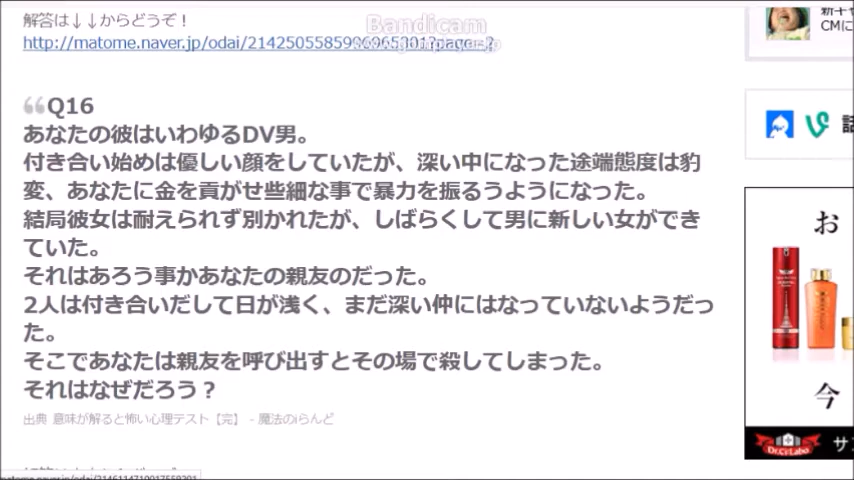 解答は↓↓からどうぞ！
Bandicam
❝Q16
あなたの彼はいわゆるDV男。
付き合い始めは優しい顔をしていたが、深い中になった途端態度は豹
変、あなたに金を貢がせ些細な事で暴力を振るうようになった。
結局彼女は耐えられず別かれたが、しばらくして男に新しい女ができ
ていた。
それはあろう事かあなたの親友のだった。
2人は付き合いだして日が浅く、まだ深い仲にはなっていないようだっ
た。
そこであなたは親友を呼び出すとその場で殺してしまった。
それはなぜだろう？
出典 意味が解ると怖い心理テスト【完】 - 魔法のiらんど
CMに
話
お
今
Dr.Ci:Labo
サ